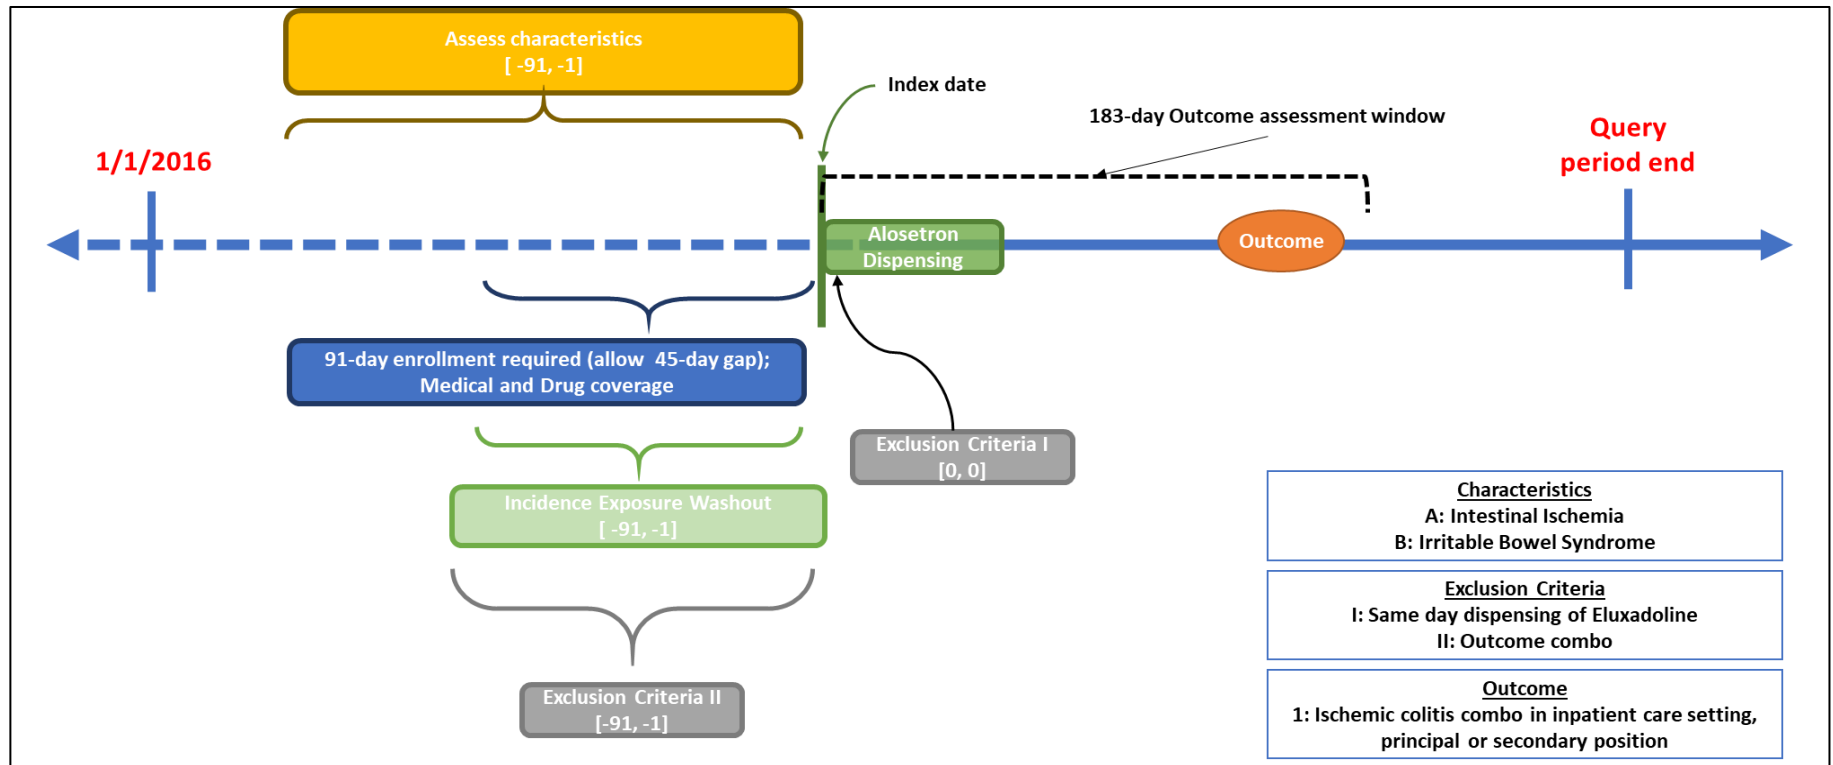 Assess characteristics
[ -91, -1]
Index date
183-day Outcome assessment window
Query
period end
1/1/2016
Alosetron
Dispensing
Outcome
91-day enrollment required (allow 45-day gap);
Medical and Drug coverage
Exclusion Criteria I
[0, 0]
Incidence Exposure Washout
[ -91, -1]
Exclusion Criteria II
[-91, -1]
Characteristics
A: Intestinal Ischemia
B: Irritable Bowel Syndrome
Exclusion Criteria
I: Same day dispensing of Eluxadoline
II: Outcome combo
Outcome
1: Ischemic colitis combo in inpatient care setting,
principal or secondary position